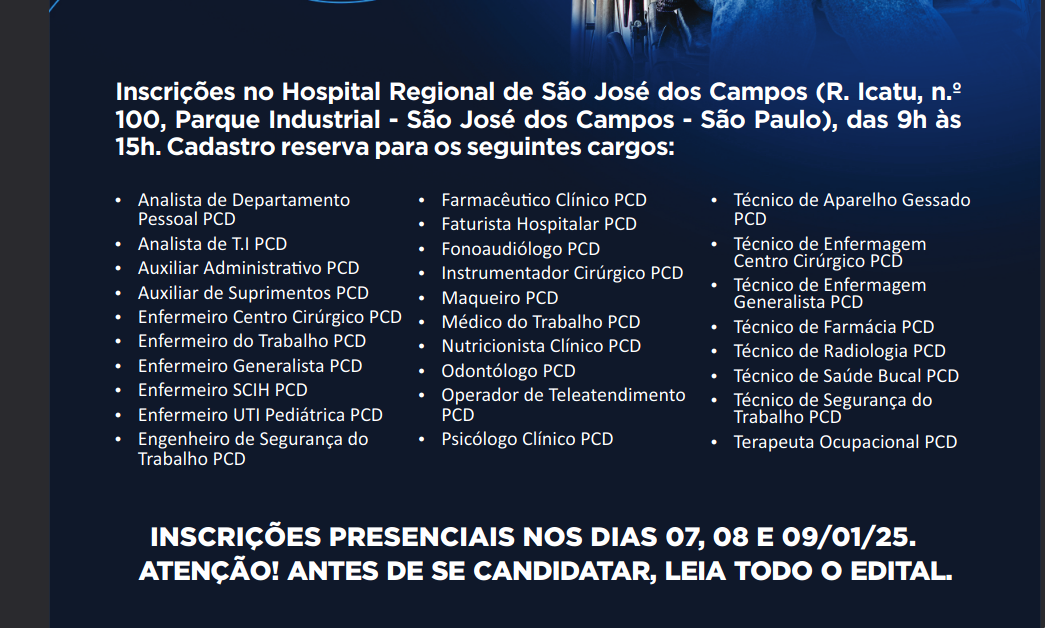 Inscrições no Hospital Regional de São José dos Campos (R. Icatu, n.º
100, Parque Industrial - São José dos Campos - São Paulo), das 9h às
15h. Cadastro reserva para os seguintes cargos:
• Analista de Departamento
Pessoal PCD
• Analista de T.I PCD
• Auxiliar Administrativo PCD
• Auxiliar de Suprimentos PCD
• Enfermeiro Centro Cirúrgico PCD
• Enfermeiro do Trabalho PCD
• Enfermeiro Generalista PCD
• Enfermeiro SCIH PCD
• Enfermeiro UTI Pediátrica PCD
• Engenheiro de Segurança do
Trabalho PCD
• Farmacêutico Clínico PCD
• Faturista Hospitalar PCD
• Fonoaudiólogo PCD
• Instrumentador Cirúrgico PCD
• Maqueiro PCD
• Médico do Trabalho PCD
• Nutricionista Clínico PCD
• Odontólogo PCD
• Operador de Teleatendimento
PCD
• Psicólogo Clínico PCD
• Técnico de Aparelho Gessado
PCD
• Técnico de Enfermagem
Centro Cirúrgico PCD
• Técnico de Enfermagem
Generalista PCD
• Técnico de Farmácia PCD
• Técnico de Radiologia PCD
• Técnico de Saúde Bucal PCD
• Técnico de Segurança do
Trabalho PCD
• Terapeuta Ocupacional PCD
INSCRIÇÕES PRESENCIAIS NOS DIAS 07, 08 E 09/01/25.
ATENÇÃO! ANTES DE SE CANDIDATAR, LEIA TODO O EDITAL.